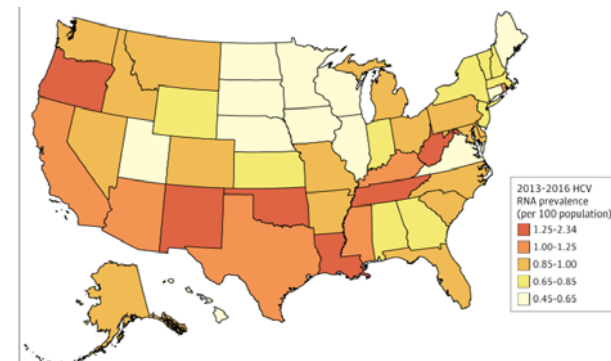 2013-2016 HCV
RNA prevalence
(per 100 population)
1.25-2.34
1.00-1.25
0.85-1.00
0.65-0.85
0.45-0.65